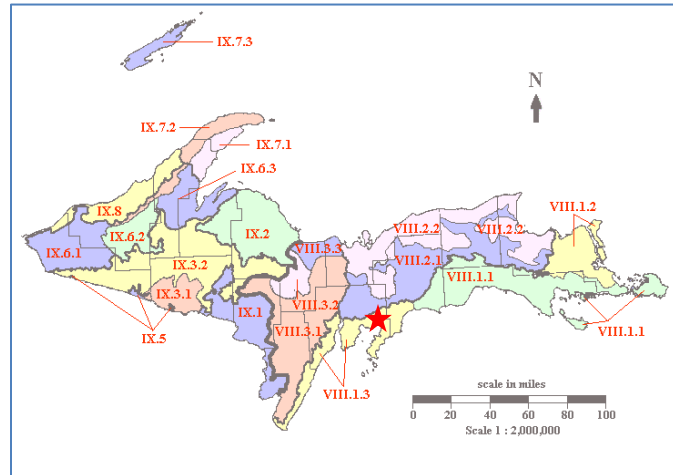 IX.7.3
N
IX.7.2
IX.7.1
IX.6.3
IX.8
IX.6.2
IX.2
IX.6.1
IX.3.2
IX.3.1
IX.5
IX.1
VIII.3.3
VIII.3.2
VIII.3.1
VIII.2.2
VIII.2.2
VIII.2.1
VIII.1.2
VIII.1.1
VIII.1.1
VIII.1.3
scale in miles
0 20 40 60 80 100
Scale 1 : 2,000,000